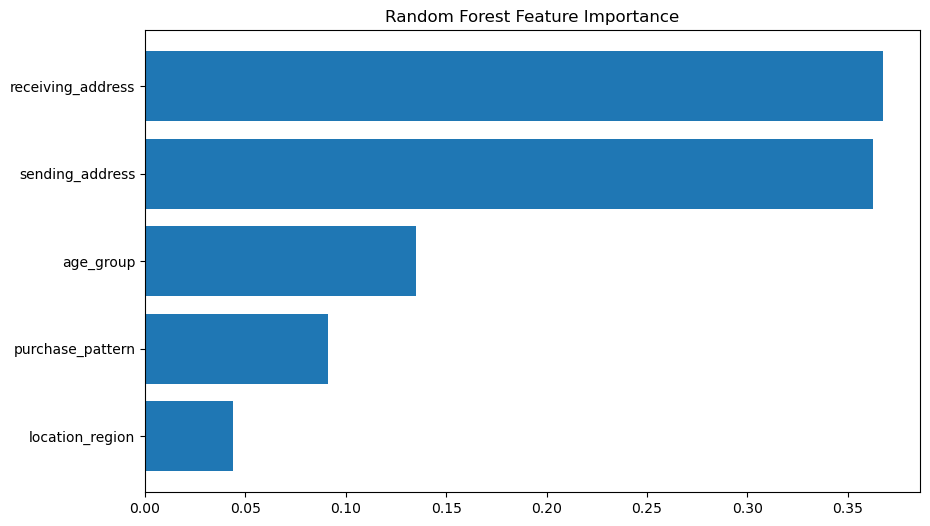 Random Forest Feature Importance
receiving_address
sending_address
age_group
purchase_pattern
location_region
0.00 0.05 0.10 0.15 0.20 0.25 0.30 0.35